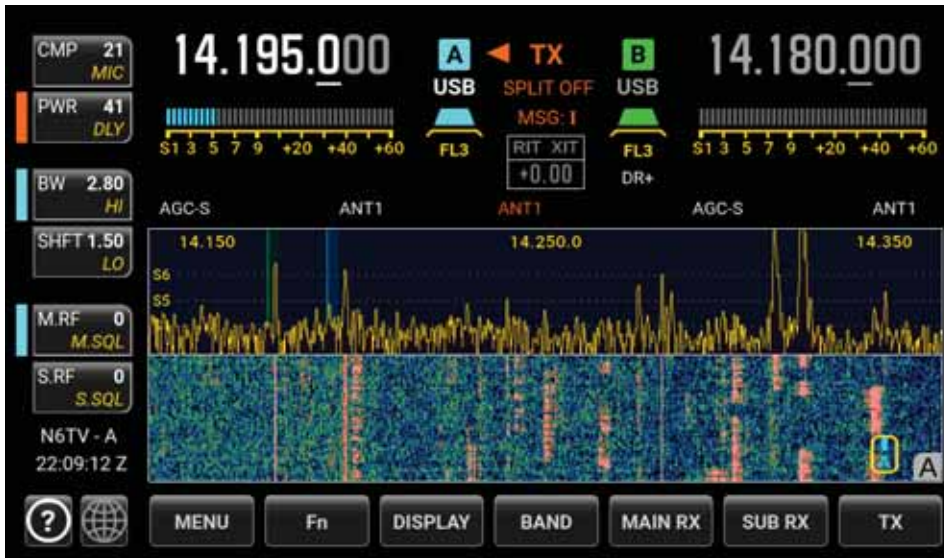 CMP 21
MIC
PWR 41
DLY
BW 2.80
HI
SHFT 1.50
LO
M.RF 0
M.SQL
S.RF 0
S.SQL
N6TV - A
22:09:12 Z
14.195.000
A TX B
USB SPLIT OFF USB
14.180.000
MSG: I
S1 3 5 7 9 +20 +40 +60
FL3 RIT XIT FL3
+0.00 DR+
S1 3 5 7 9 +20 +40 +60
AGC-S ANT1 ANT1 AGC-S ANT1
14.150 14.250.0 14.350
S6
S5
A
? MENU Fn DISPLAY BAND MAIN RX SUB RX TX